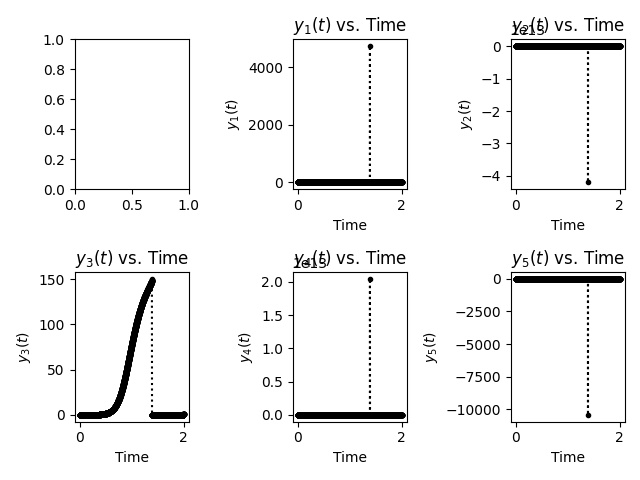 y₁(t) vs. Time
y₂(t) vs. Time
1e13
1.0
0.8
0.6
0.4
0.2
0.0
0.0 0.5 1.0
4000
2000
0
y₁(t)
0 2
Time
0
−1
−2
−3
−4
y₂(t)
0 2
Time
y₃(t) vs. Time
y₄(t) vs. Time
1e13
y₅(t) vs. Time
150
100
50
0
y₃(t)
0 2
Time
2.0
1.5
1.0
0.5
0.0
y₄(t)
0 2
Time
0
−2500
−5000
−7500
−10000
y₅(t)
0 2
Time